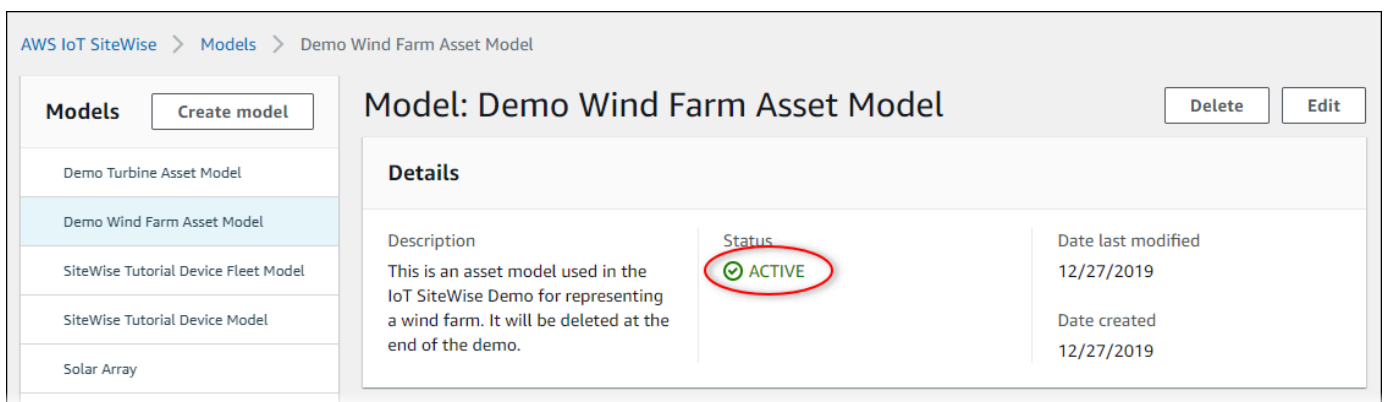 AWS IoT SiteWise > Models > Demo Wind Farm Asset Model
Models
Create model
Demo Turbine Asset Model
Demo Wind Farm Asset Model
SiteWise Tutorial Device Fleet Model
SiteWise Tutorial Device Model
Solar Array
Model: Demo Wind Farm Asset Model
Delete
Edit
Details
Description
This is an asset model used in the
IoT SiteWise Demo for representing
a wind farm. It will be deleted at the
end of the demo.
Status
ACTIVE
Date last modified
12/27/2019
Date created
12/27/2019